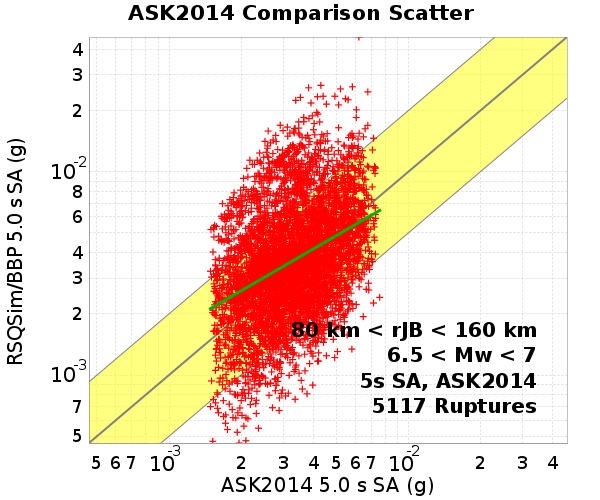 ASK2014 Comparison Scatter
RSQSim/BBP 5.0 s SA (g)
4
3
2
10-2
8
6
4
3
2
10-3
7
5
80 km < rJB < 160 km
6.5 < Mw < 7
5s SA, ASK2014
5117 Ruptures
5 6 7 10-3 2 3 4 5 6 7 10-2 2 3 4
ASK2014 5.0 s SA (g)